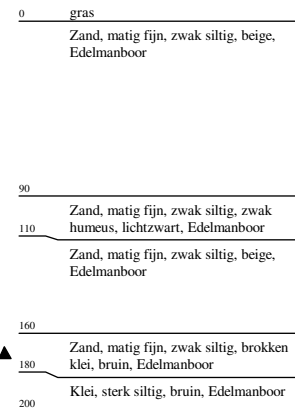 0 gras
Zand, matig fijn, zwak siltig, beige,
Edelmanboor
90
Zand, matig fijn, zwak siltig, zwak
110 humeus, lichtzwart, Edelmanboor
Zand, matig fijn, zwak siltig, beige,
Edelmanboor
160
Zand, matig fijn, zwak siltig, brokken
180 klei, bruin, Edelmanboor
Klei, sterk siltig, bruin, Edelmanboor
200